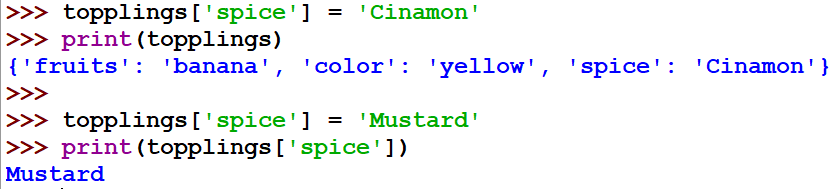 >>> topplings['spice'] = 'Cinamon'
>>> print(topplings)
{'fruits': 'banana', 'color': 'yellow', 'spice': 'Cinamon'}
>>>
>>> topplings['spice'] = 'Mustard'
>>> print(topplings['spice'])
Mustard